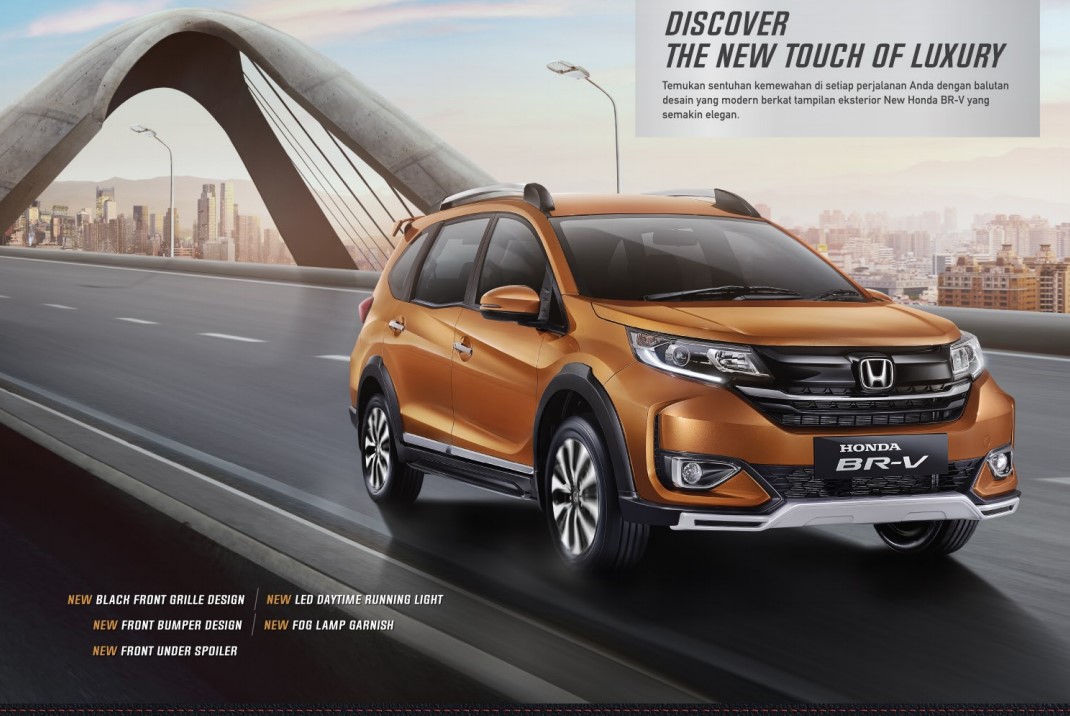 DISCOVER
THE NEW TOUCH OF LUXURY
Temukan sentuhan kemewahan di setiap perjalanan Anda dengan balutan
desain yang modern berkat tampilan eksterior New Honda BR-V yang
semakin elegan.
HONDA
BR-V
NEW BLACK FRONT GRILLE DESIGN
NEW LED DAYTIME RUNNING LIGHT
NEW FRONT BUMPER DESIGN
NEW FOG LAMP GARNISH
NEW FRONT UNDER SPOILER